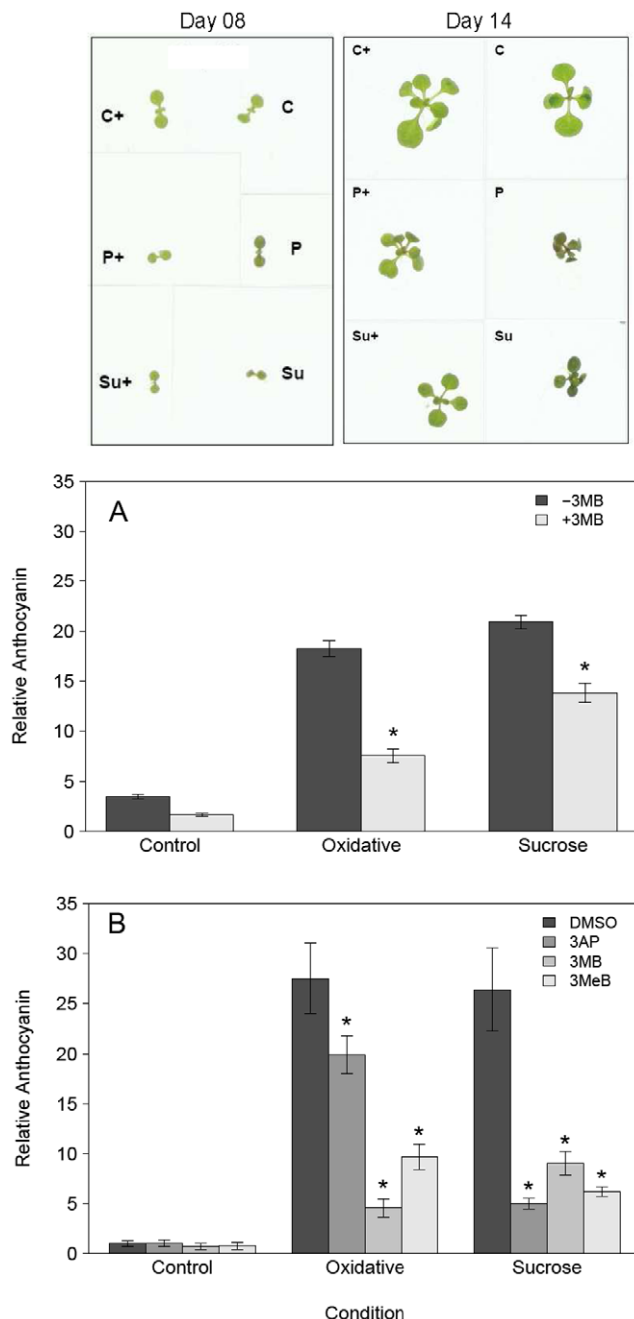 Day 08 Day 14
C+ C
P+ P
Su+ Su
C+ C
P+ P
Su+ Su
35
30
25
20
15
10
5
0
Relative Anthocyanin
A
−3MB
+3MB
*
*
Control Oxidative Sucrose
35
30
25
20
15
10
5
0
Relative Anthocyanin
B
DMSO
3AP
3MB
3MeB
*
*
*
*
*
*
Control Oxidative Sucrose
Condition